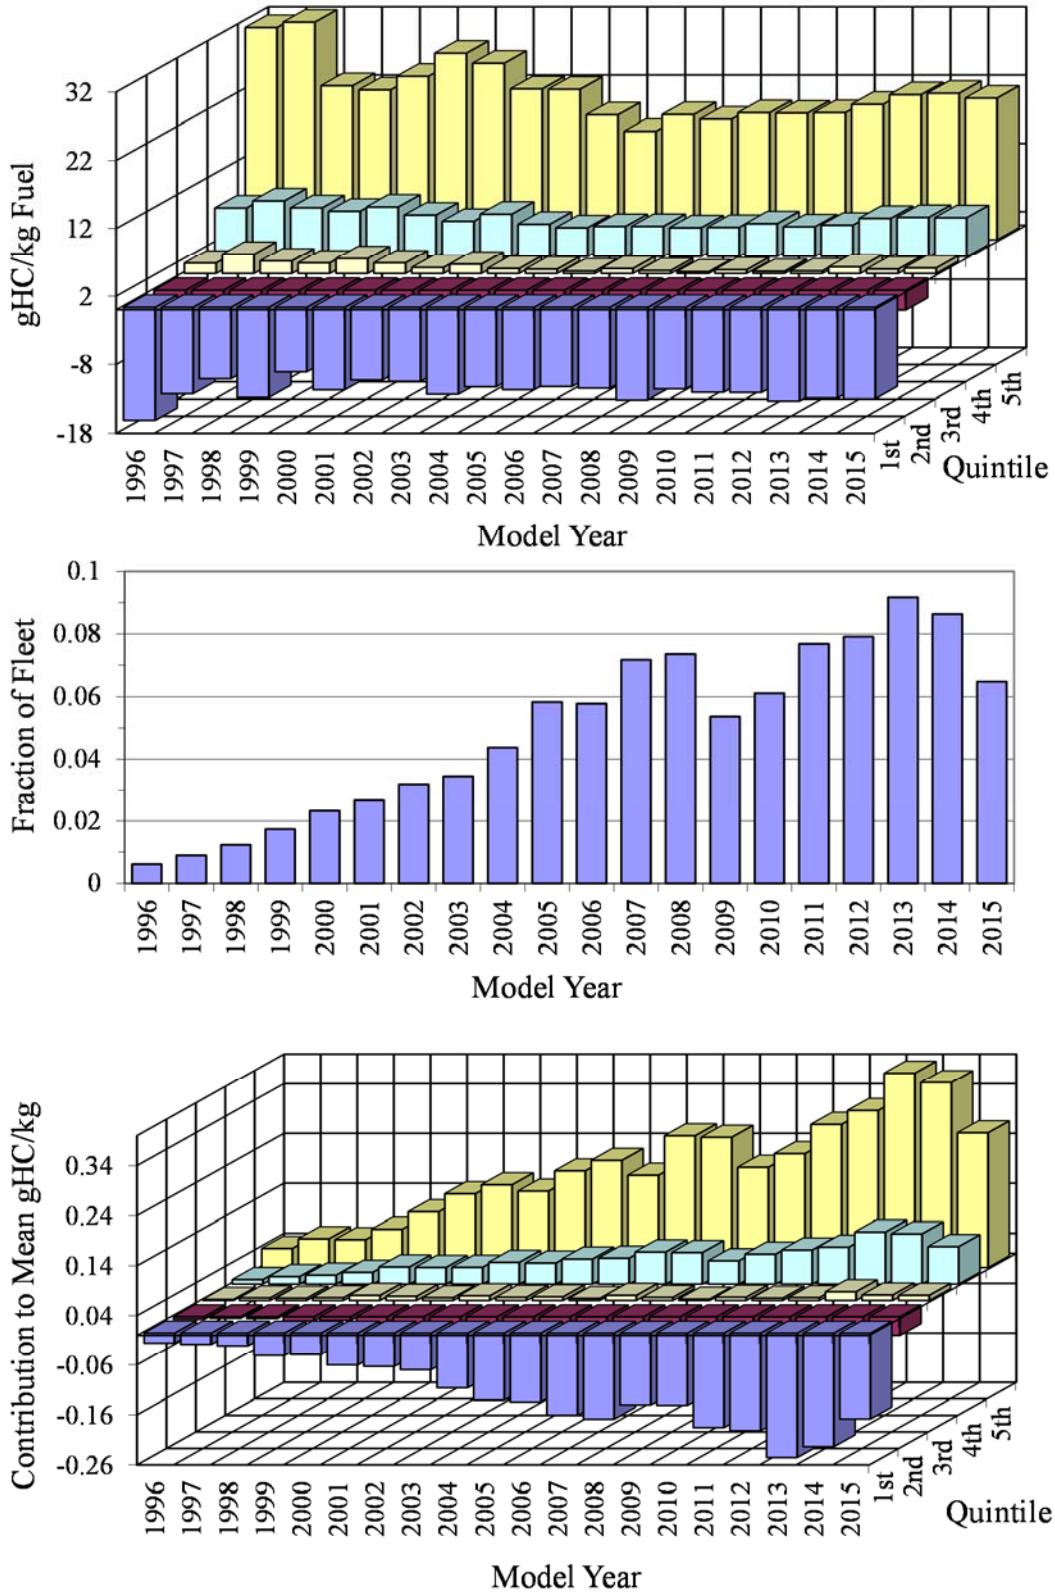 gHC/kg Fuel
32
22
12
2
-8
-18
1996 1997 1998 1999 2000 2001 2002 2003 2004 2005 2006 2007 2008 2009 2010 2011 2012 2013 2014 2015
1st 2nd 3rd 4th 5th
Quintile
Model Year
Fraction of Fleet
0.1
0.08
0.06
0.04
0.02
0
1996 1997 1998 1999 2000 2001 2002 2003 2004 2005 2006 2007 2008 2009 2010 2011 2012 2013 2014 2015
Model Year
Contribution to Mean gHC/kg
0.34
0.24
0.14
0.04
-0.06
-0.16
-0.26
1996 1997 1998 1999 2000 2001 2002 2003 2004 2005 2006 2007 2008 2009 2010 2011 2012 2013 2014 2015
1st 2nd 3rd 4th 5th
Quintile
Model Year